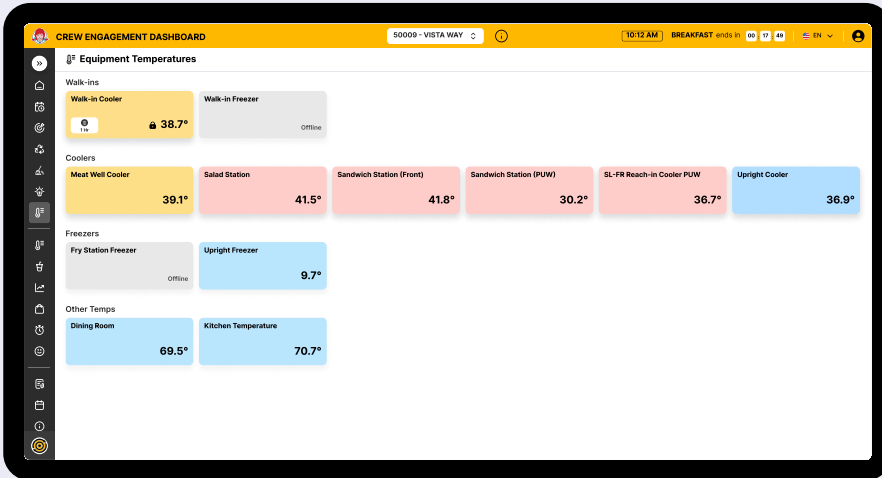 CREW ENGAGEMENT DASHBOARD
50009 - VISTA WAY
10:12 AM
BREAKFAST ends in 00 : 17 : 49
EN
Equipment Temperatures
Walk-ins
Walk-in Cooler
1 Hr
38.7°
Walk-in Freezer
Offline
Coolers
Meat Well Cooler
39.1°
Salad Station
41.5°
Sandwich Station (Front)
41.8°
Sandwich Station (PUW)
30.2°
SL-FR Reach-in Cooler PUW
36.7°
Upright Cooler
36.9°
Freezers
Fry Station Freezer
Offline
Upright Freezer
9.7°
Other Temps
Dining Room
69.5°
Kitchen Temperature
70.7°